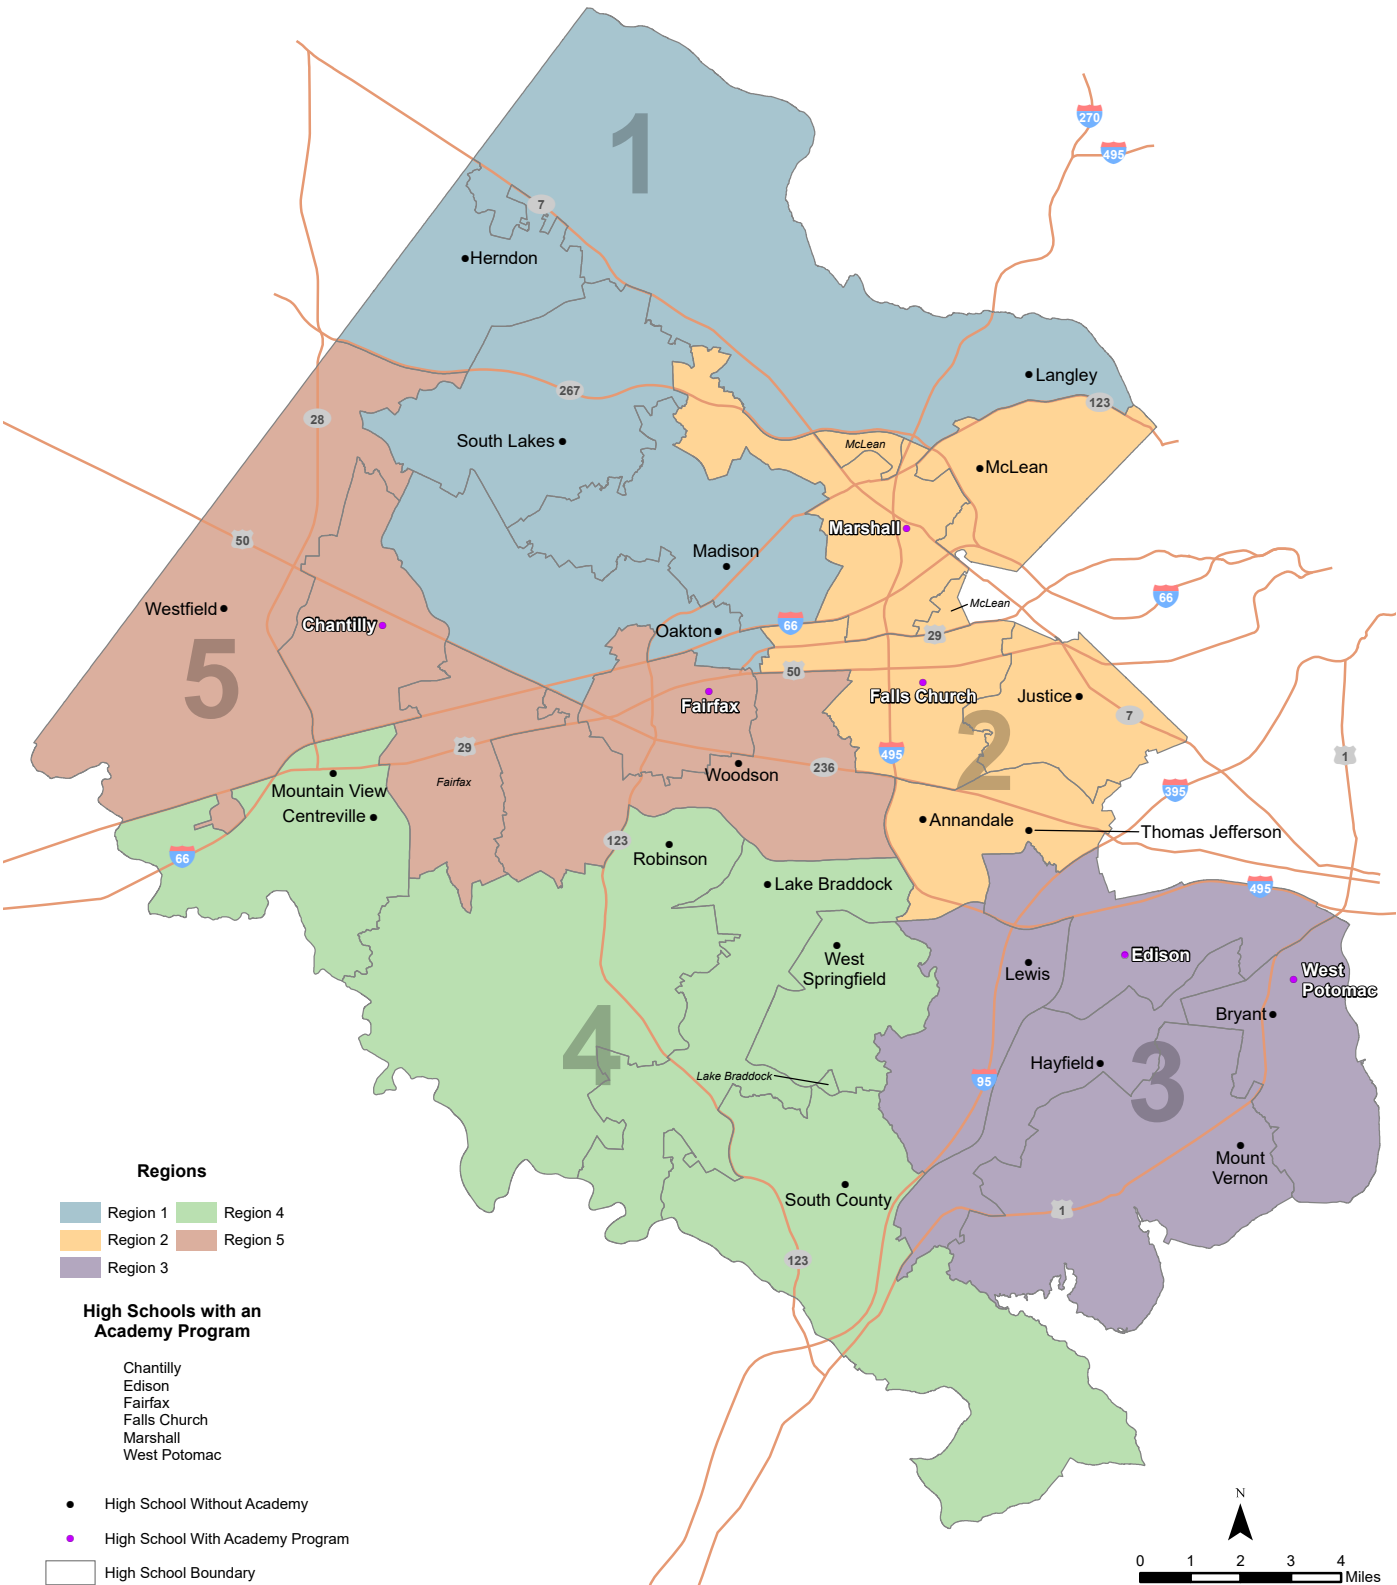 1
270
495
7
Herndon
Langley
123
267
28
McLean
South Lakes
McLean
50
Marshall
Madison
Westfield
Chantilly
66
McLean
Oakton
66
29
5
50
Falls Church
Justice
Fairfax
2
7
29
495
1
Woodson
236
Fairfax
Mountain View
395
Centreville
Annandale
Thomas Jefferson
123
Robinson
66
Lake Braddock
495
West
Springfield
Edison
Lewis
West
Potomac
Bryant
4
Hayfield
3
Lake Braddock
95
Mount
Vernon
Regions
South County
Region 1
Region 4
1
Region 2
Region 5
Region 3
123
High Schools with an
Academy Program
Chantilly
Edison
Fairfax
Falls Church
Marshall
West Potomac
High School Without Academy
High School With Academy Program
High School Boundary
N
0 1 2 3 4
Miles